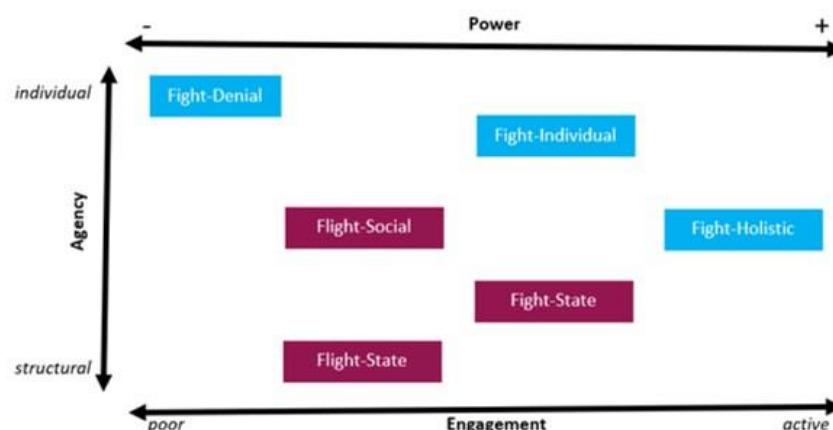 - Power +
individual
Fight-Denial
Fight-Individual
Agency
Flight-Social
Fight-Holistic
Fight-State
Flight-State
structural
poor Engagement active